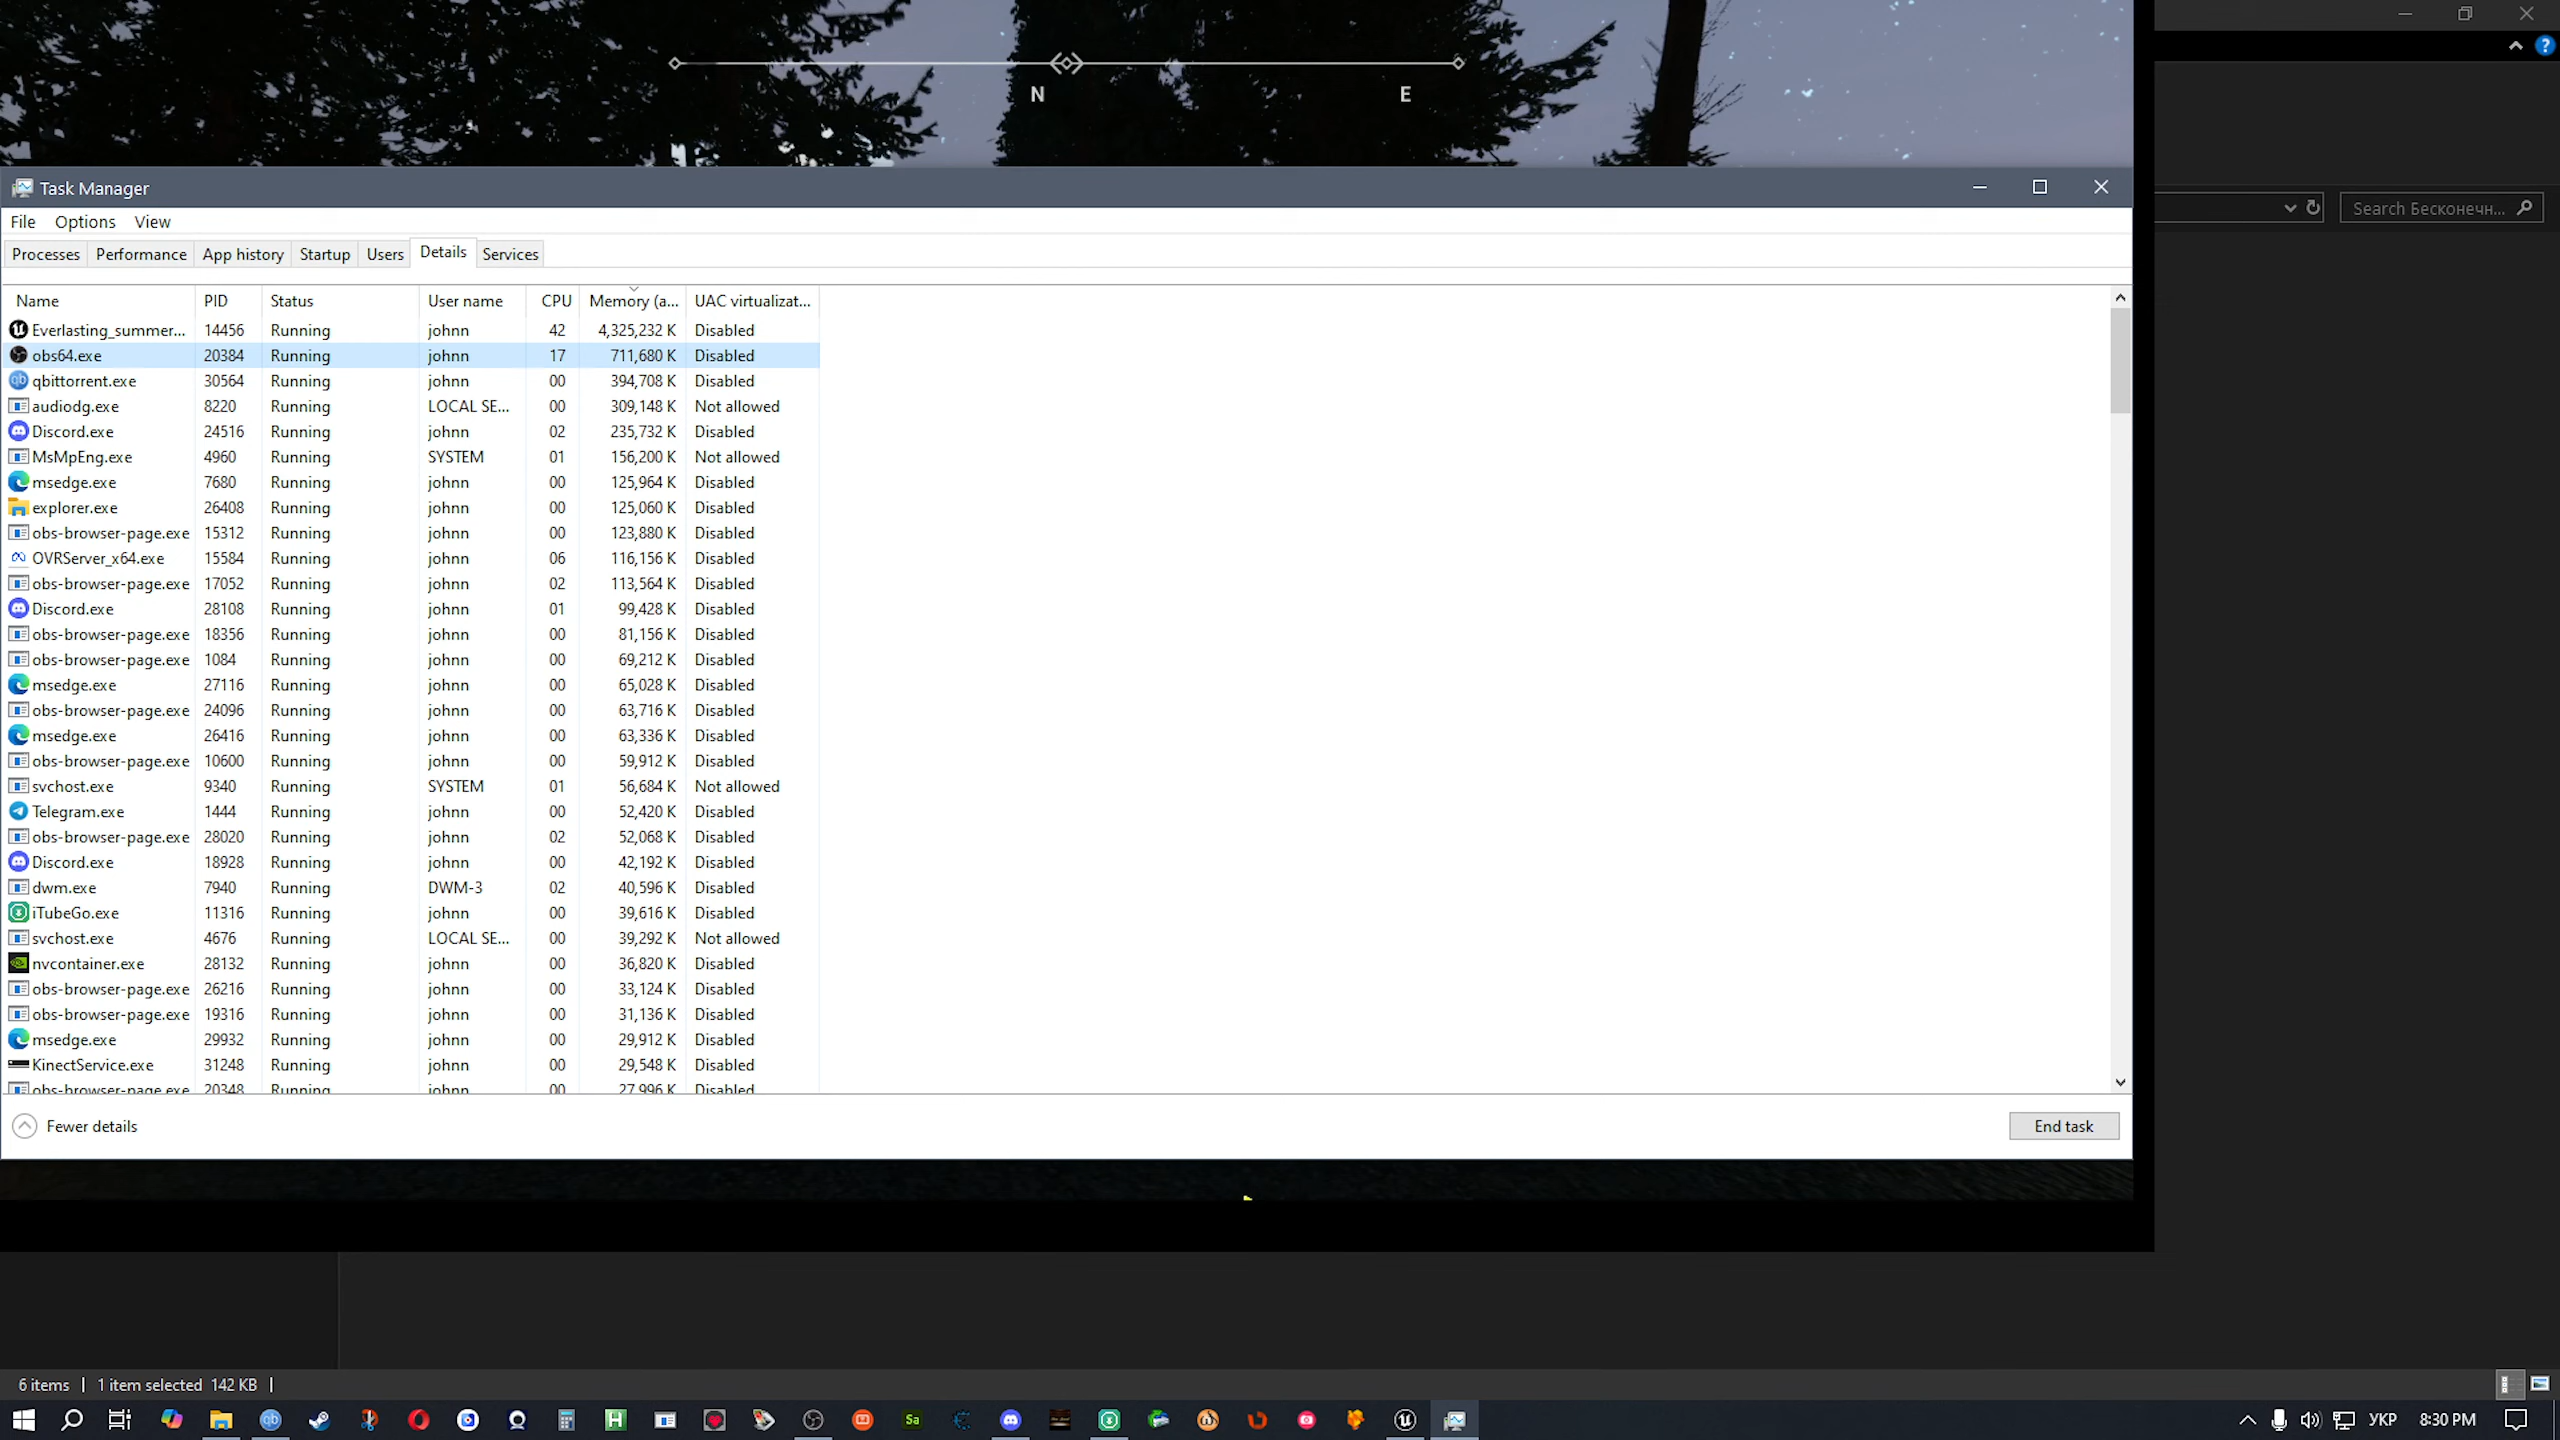 N E
Task Manager
File Options View
Search Бесконечн...
Processes Performance App history Startup Users Details Services
Name PID Status User name CPU Memory (a... UAC virtualizat...
Everlasting_summer... 14456 Running johnn 42 4,325,232 K Disabled
obs64.exe 20384 Running johnn 17 711,680 K Disabled
qbittorrent.exe 30564 Running johnn 00 394,708 K Disabled
audiodg.exe 8220 Running LOCAL SE... 00 309,148 K Not allowed
Discord.exe 24516 Running johnn 02 235,732 K Disabled
MsMpEng.exe 4960 Running SYSTEM 01 156,200 K Not allowed
msedge.exe 7680 Running johnn 00 125,964 K Disabled
explorer.exe 26408 Running johnn 00 125,060 K Disabled
obs-browser-page.exe 15312 Running johnn 00 123,880 K Disabled
OVRServer_x64.exe 15584 Running johnn 06 116,156 K Disabled
obs-browser-page.exe 17052 Running johnn 02 113,564 K Disabled
Discord.exe 28108 Running johnn 01 99,428 K Disabled
obs-browser-page.exe 18356 Running johnn 00 81,156 K Disabled
obs-browser-page.exe 1084 Running johnn 00 69,212 K Disabled
msedge.exe 27116 Running johnn 00 65,028 K Disabled
obs-browser-page.exe 24096 Running johnn 00 63,716 K Disabled
msedge.exe 26416 Running johnn 00 63,336 K Disabled
obs-browser-page.exe 10600 Running johnn 00 59,912 K Disabled
svchost.exe 9340 Running SYSTEM 01 56,684 K Not allowed
Telegram.exe 1444 Running johnn 00 52,420 K Disabled
obs-browser-page.exe 28020 Running johnn 02 52,068 K Disabled
Discord.exe 18928 Running johnn 00 42,192 K Disabled
dwm.exe 7940 Running DWM-3 02 40,596 K Disabled
iTubeGo.exe 11316 Running johnn 00 39,616 K Disabled
svchost.exe 4676 Running LOCAL SE... 00 39,292 K Not allowed
nvcontainer.exe 28132 Running johnn 00 36,820 K Disabled
obs-browser-page.exe 26216 Running johnn 00 33,124 K Disabled
obs-browser-page.exe 19316 Running johnn 00 31,136 K Disabled
msedge.exe 29932 Running johnn 00 29,912 K Disabled
KinectService.exe 31248 Running johnn 00 29,548 K Disabled
obs-browser-page.exe 20348 Running johnn 00 27,996 K Disabled
Fewer details End task
6 items 1 item selected 142 KB
Sa УКР 8:30 PM